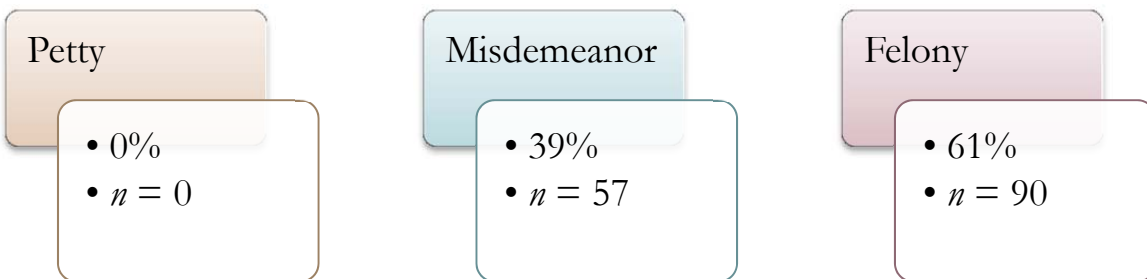 Petty
• 0%
• n = 0
Misdemeanor
• 39%
• n = 57
Felony
• 61%
• n = 90